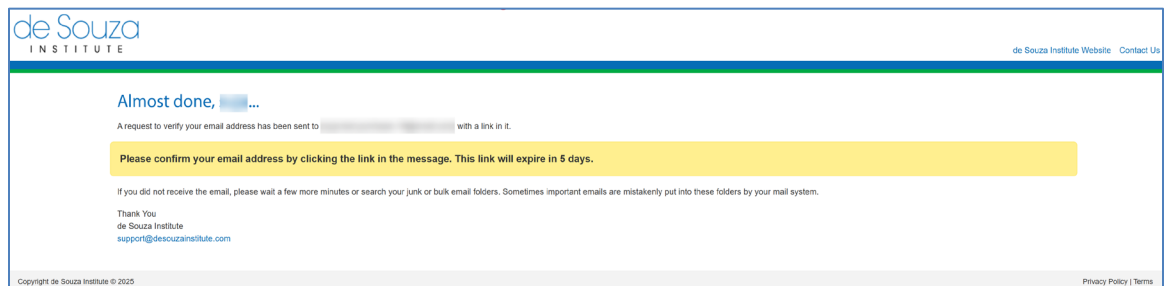 de Souza
INSTITUTE
de Souza Institute Website Contact Us
Almost done, ...
A request to verify your email address has been sent to with a link in it.
Please confirm your email address by clicking the link in the message. This link will expire in 5 days.
If you did not receive the email, please wait a few more minutes or search your junk or bulk email folders. Sometimes important emails are mistakenly put into these folders by your mail system.
Thank You
de Souza Institute
support@desouzainstitute.com
Copyright de Souza Institute © 2025
Privacy Policy | Terms